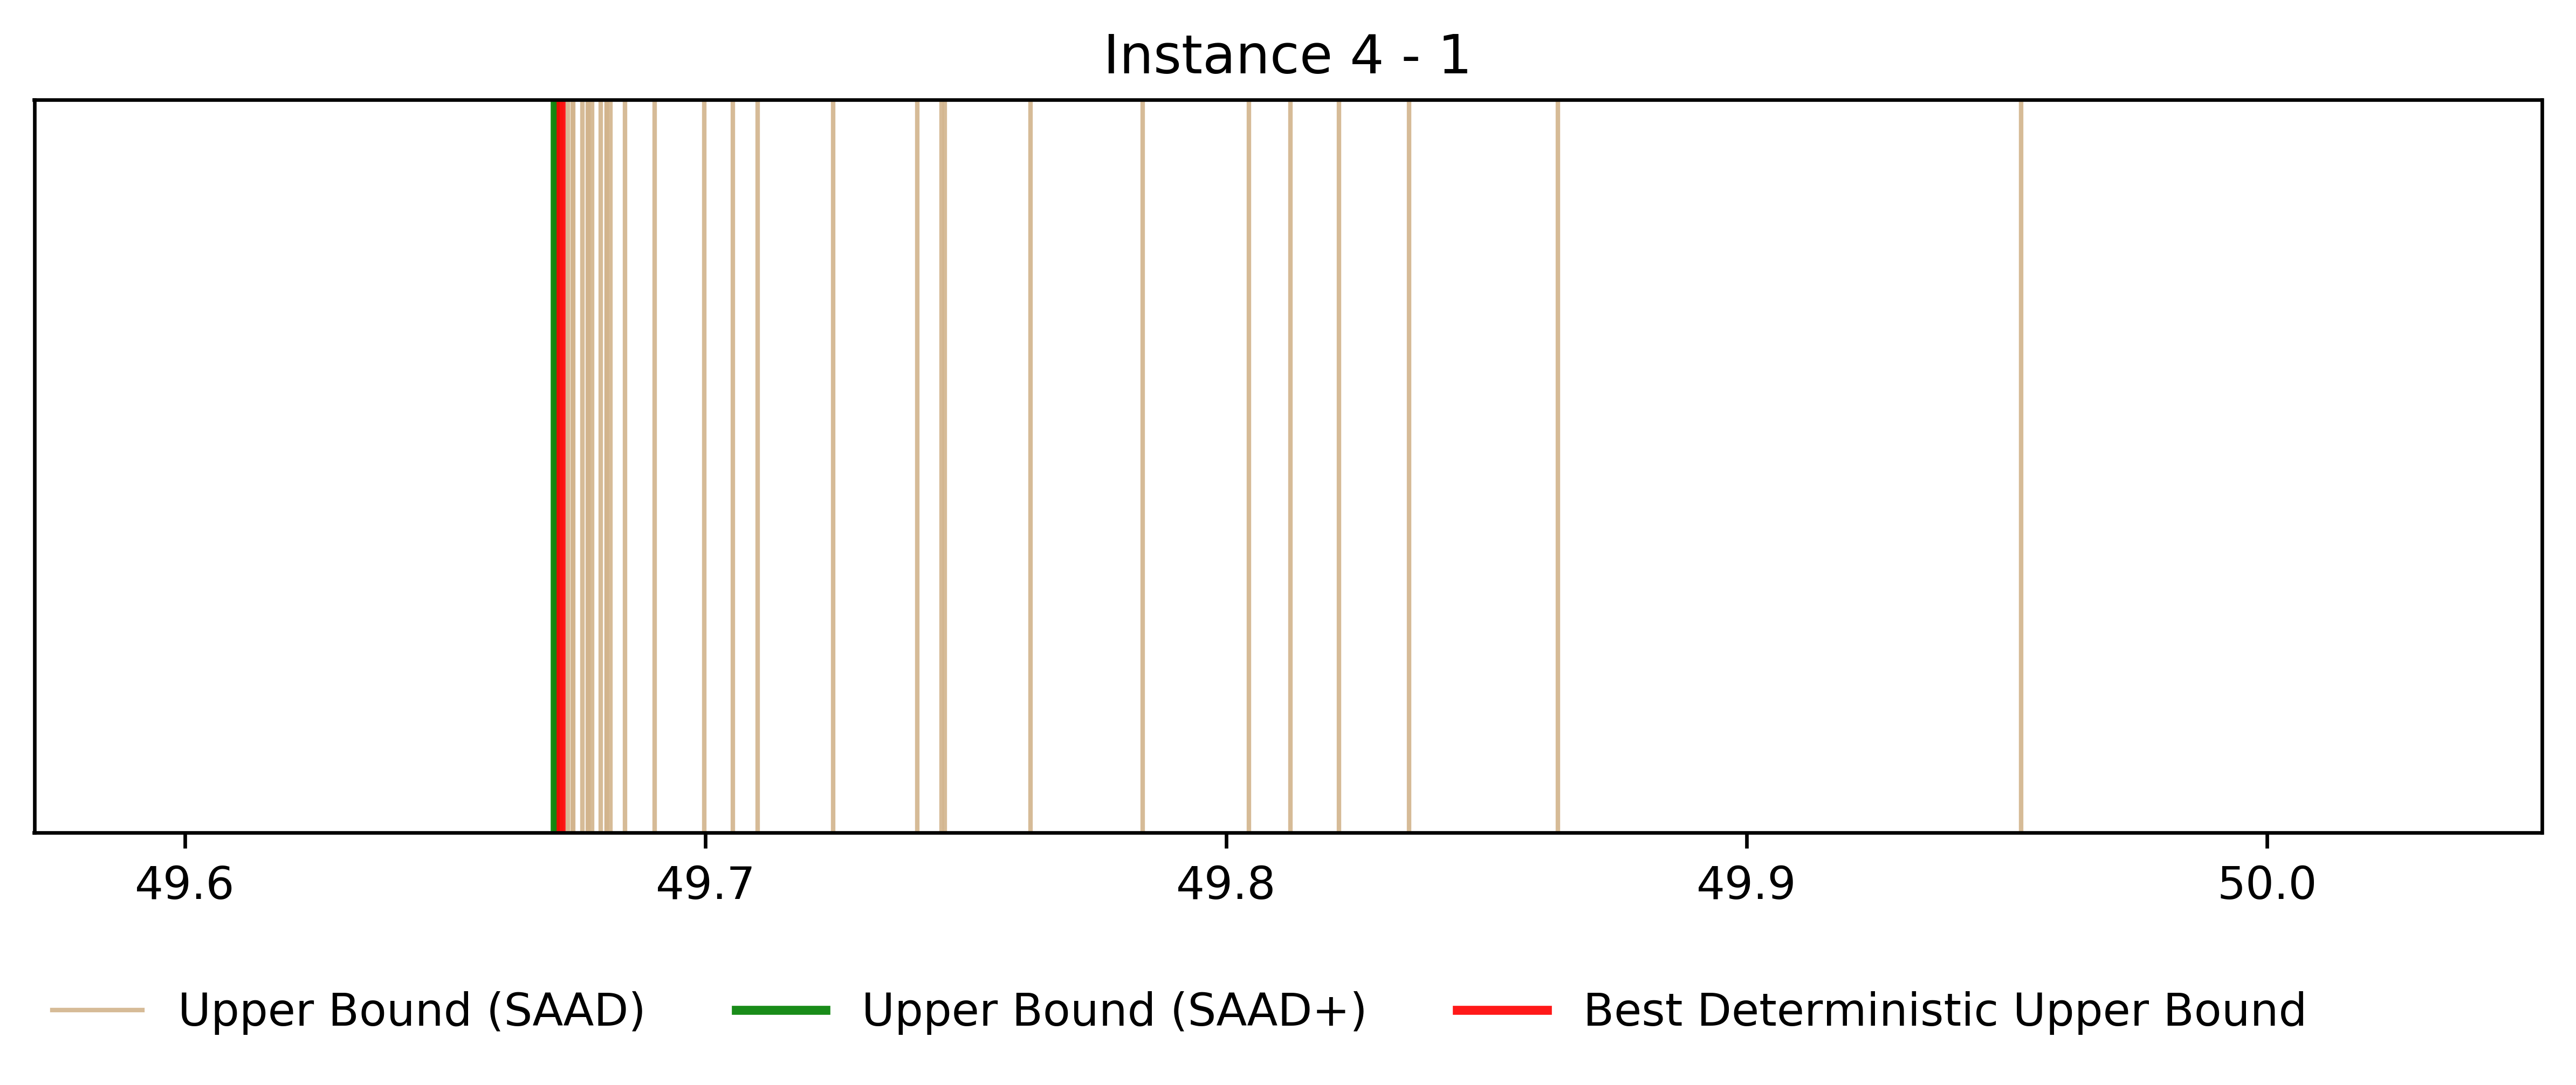 Instance 4 - 1
49.6 49.7 49.8 49.9 50.0
Upper Bound (SAAD) Upper Bound (SAAD+) Best Deterministic Upper Bound